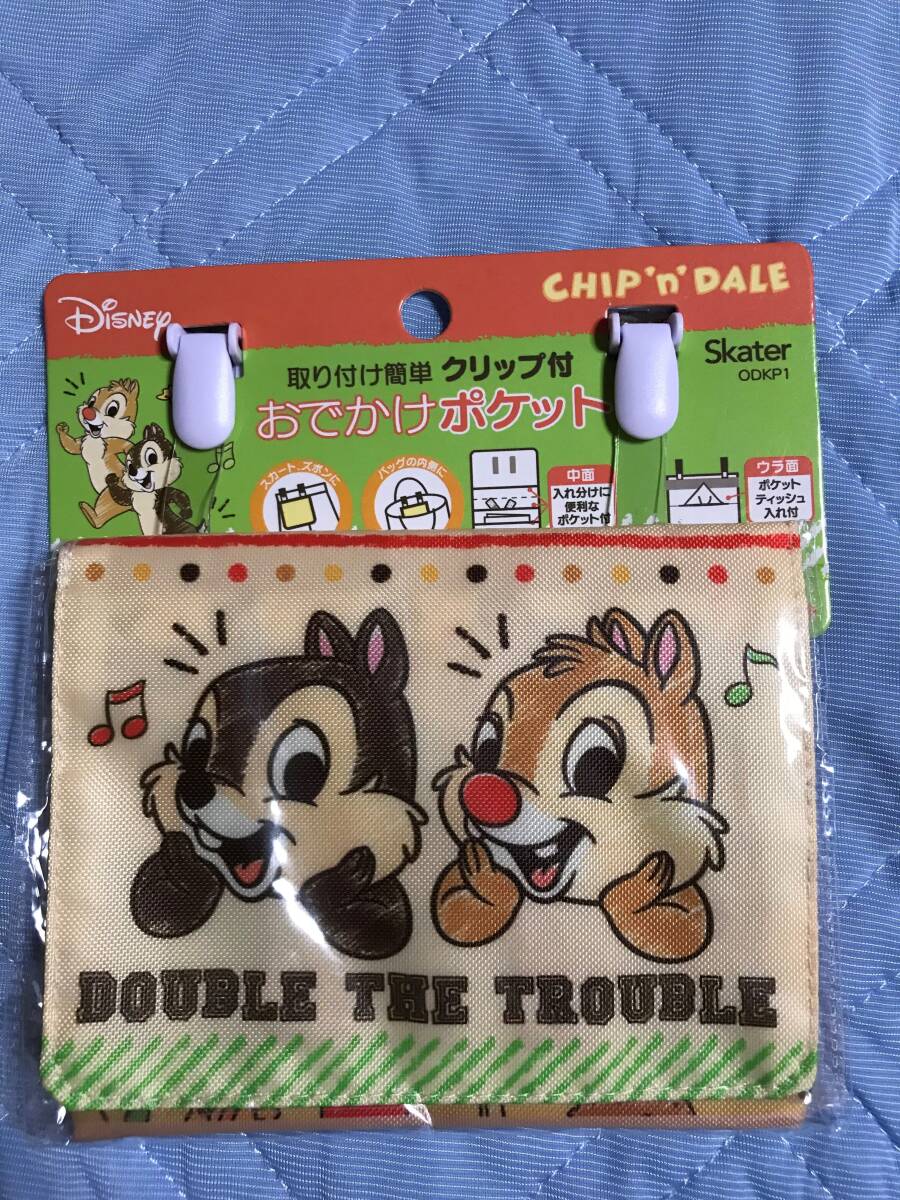 Disney
CHIP 'n' DALE
取り付け簡単 クリップ付
おでかけポケット
Skater
ODKP1
スカート、ズボンに
バッグの内側に
中面
入れ分けに
便利な
ポケット付
ウラ面
ポケット
ティッシュ
入れ付
DOUBLE THE TROUBLE